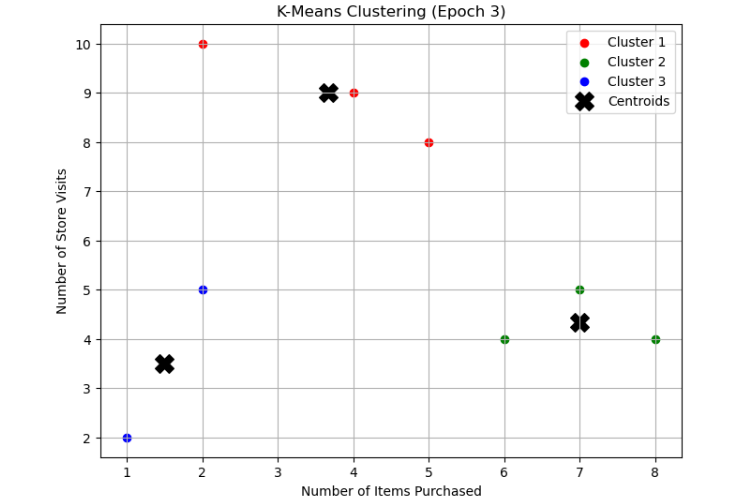 K-Means Clustering (Epoch 3)
Cluster 1
Cluster 2
Cluster 3
Centroids
Number of Store Visits
10
9
8
7
6
5
4
3
2
1 2 3 4 5 6 7 8
Number of Items Purchased